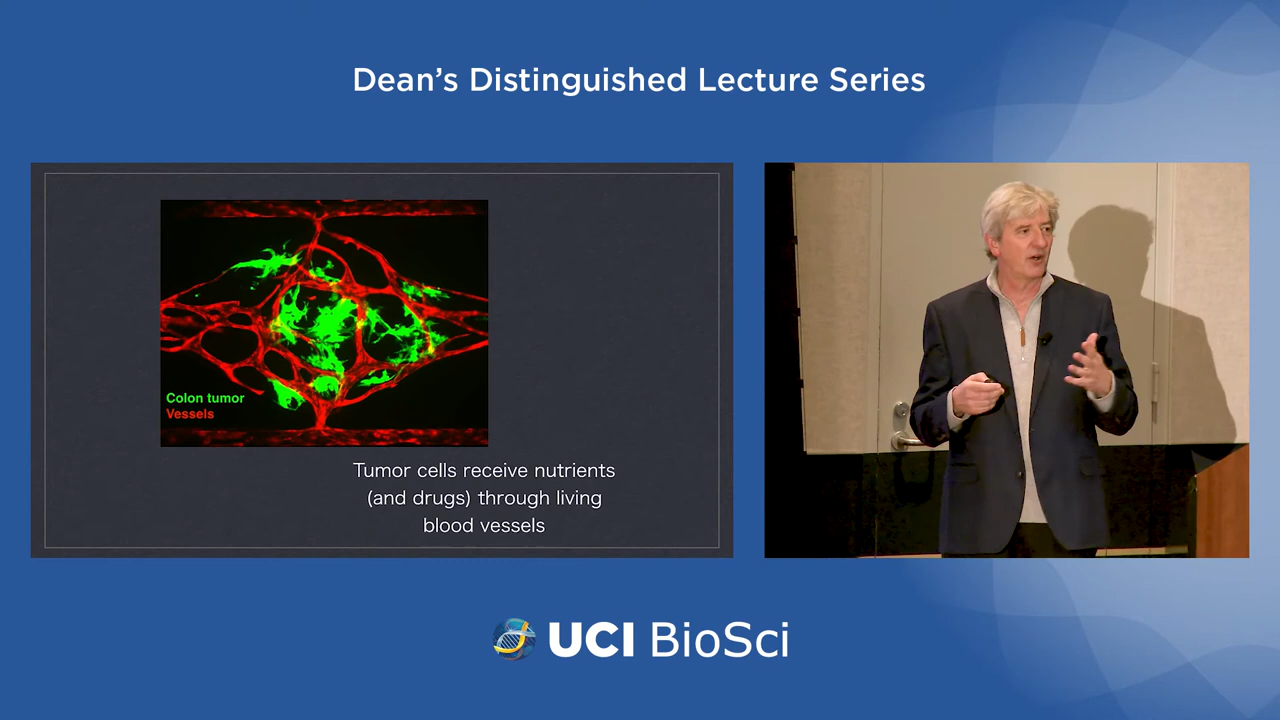 Dean’s Distinguished Lecture Series
Colon tumor
Vessels
Tumor cells receive nutrients
(and drugs) through living
blood vessels
UCI BioSci